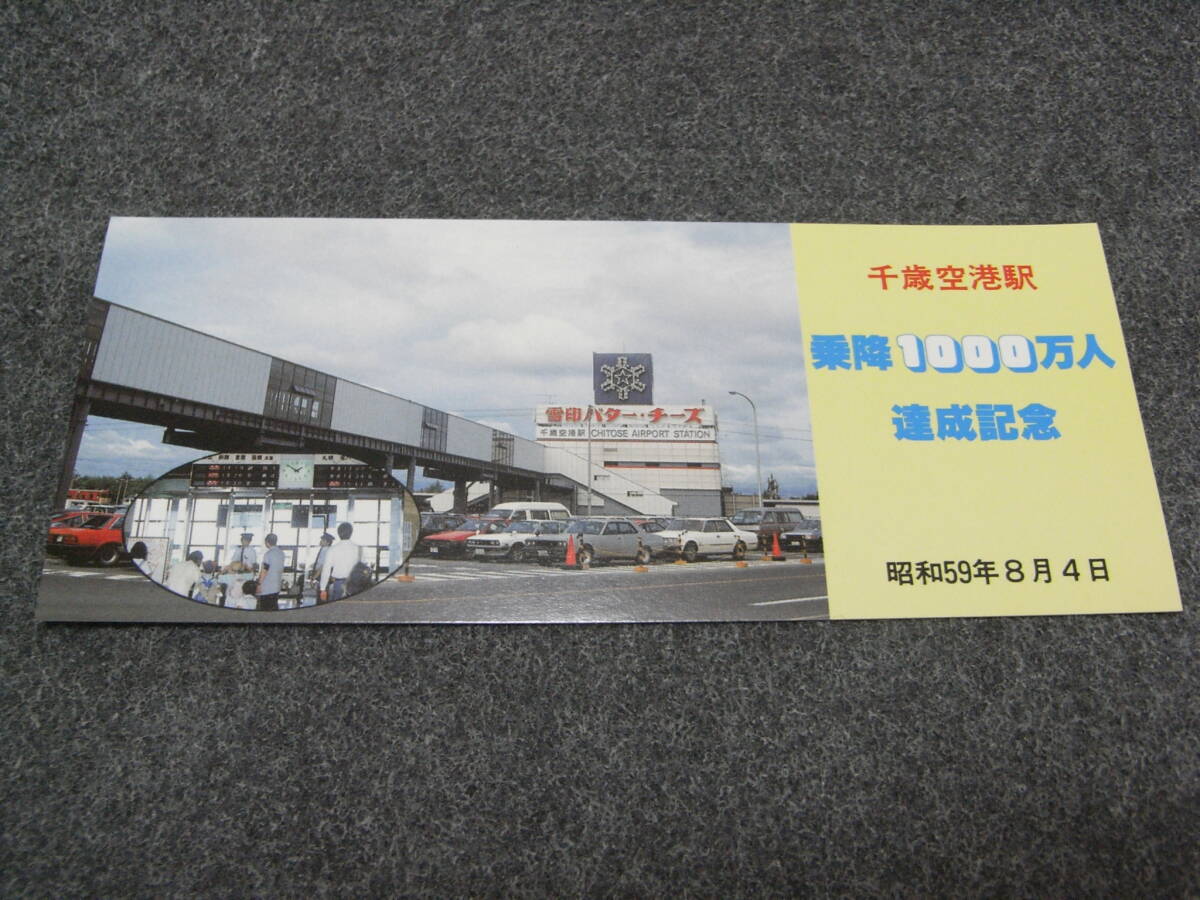 雪印バター・チーズ
千歳空港駅 CHITOSE AIRPORT STATION
千歳空港駅
乗降1000万人
達成記念
昭和59年8月4日